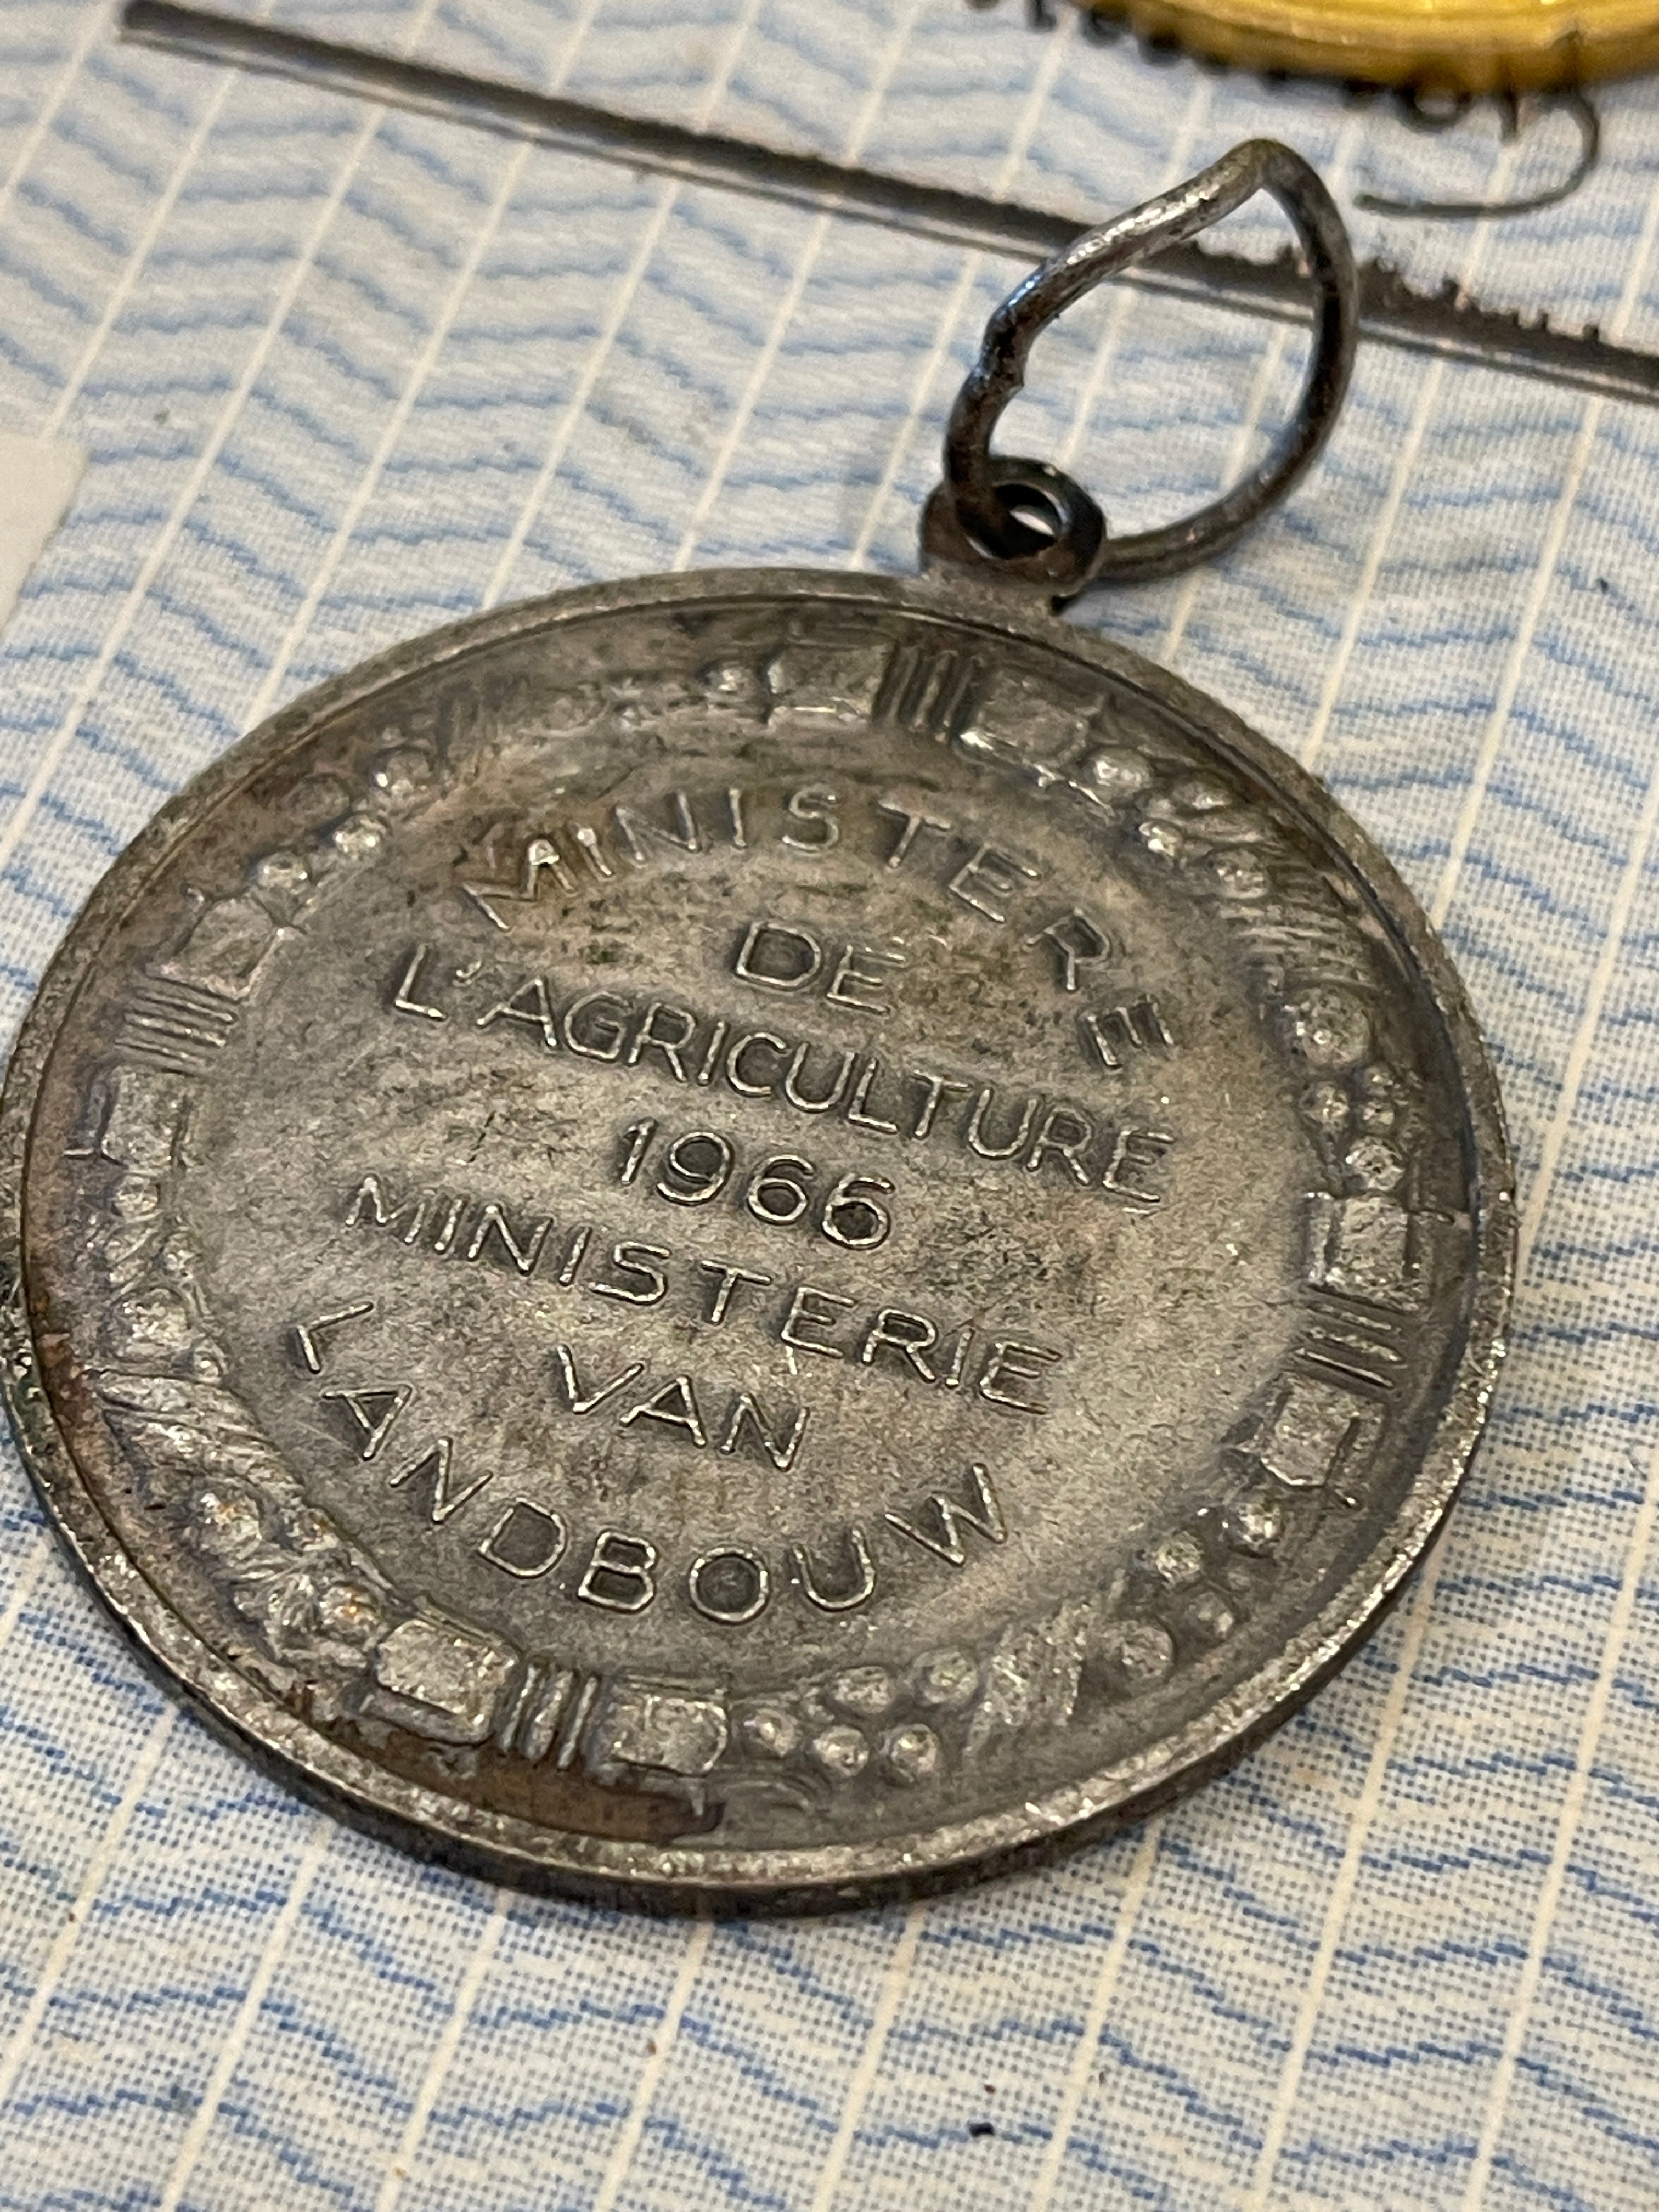 MINISTERE
DE
L'AGRICULTURE
1966
MINISTERIE
VAN
LANDBOUW